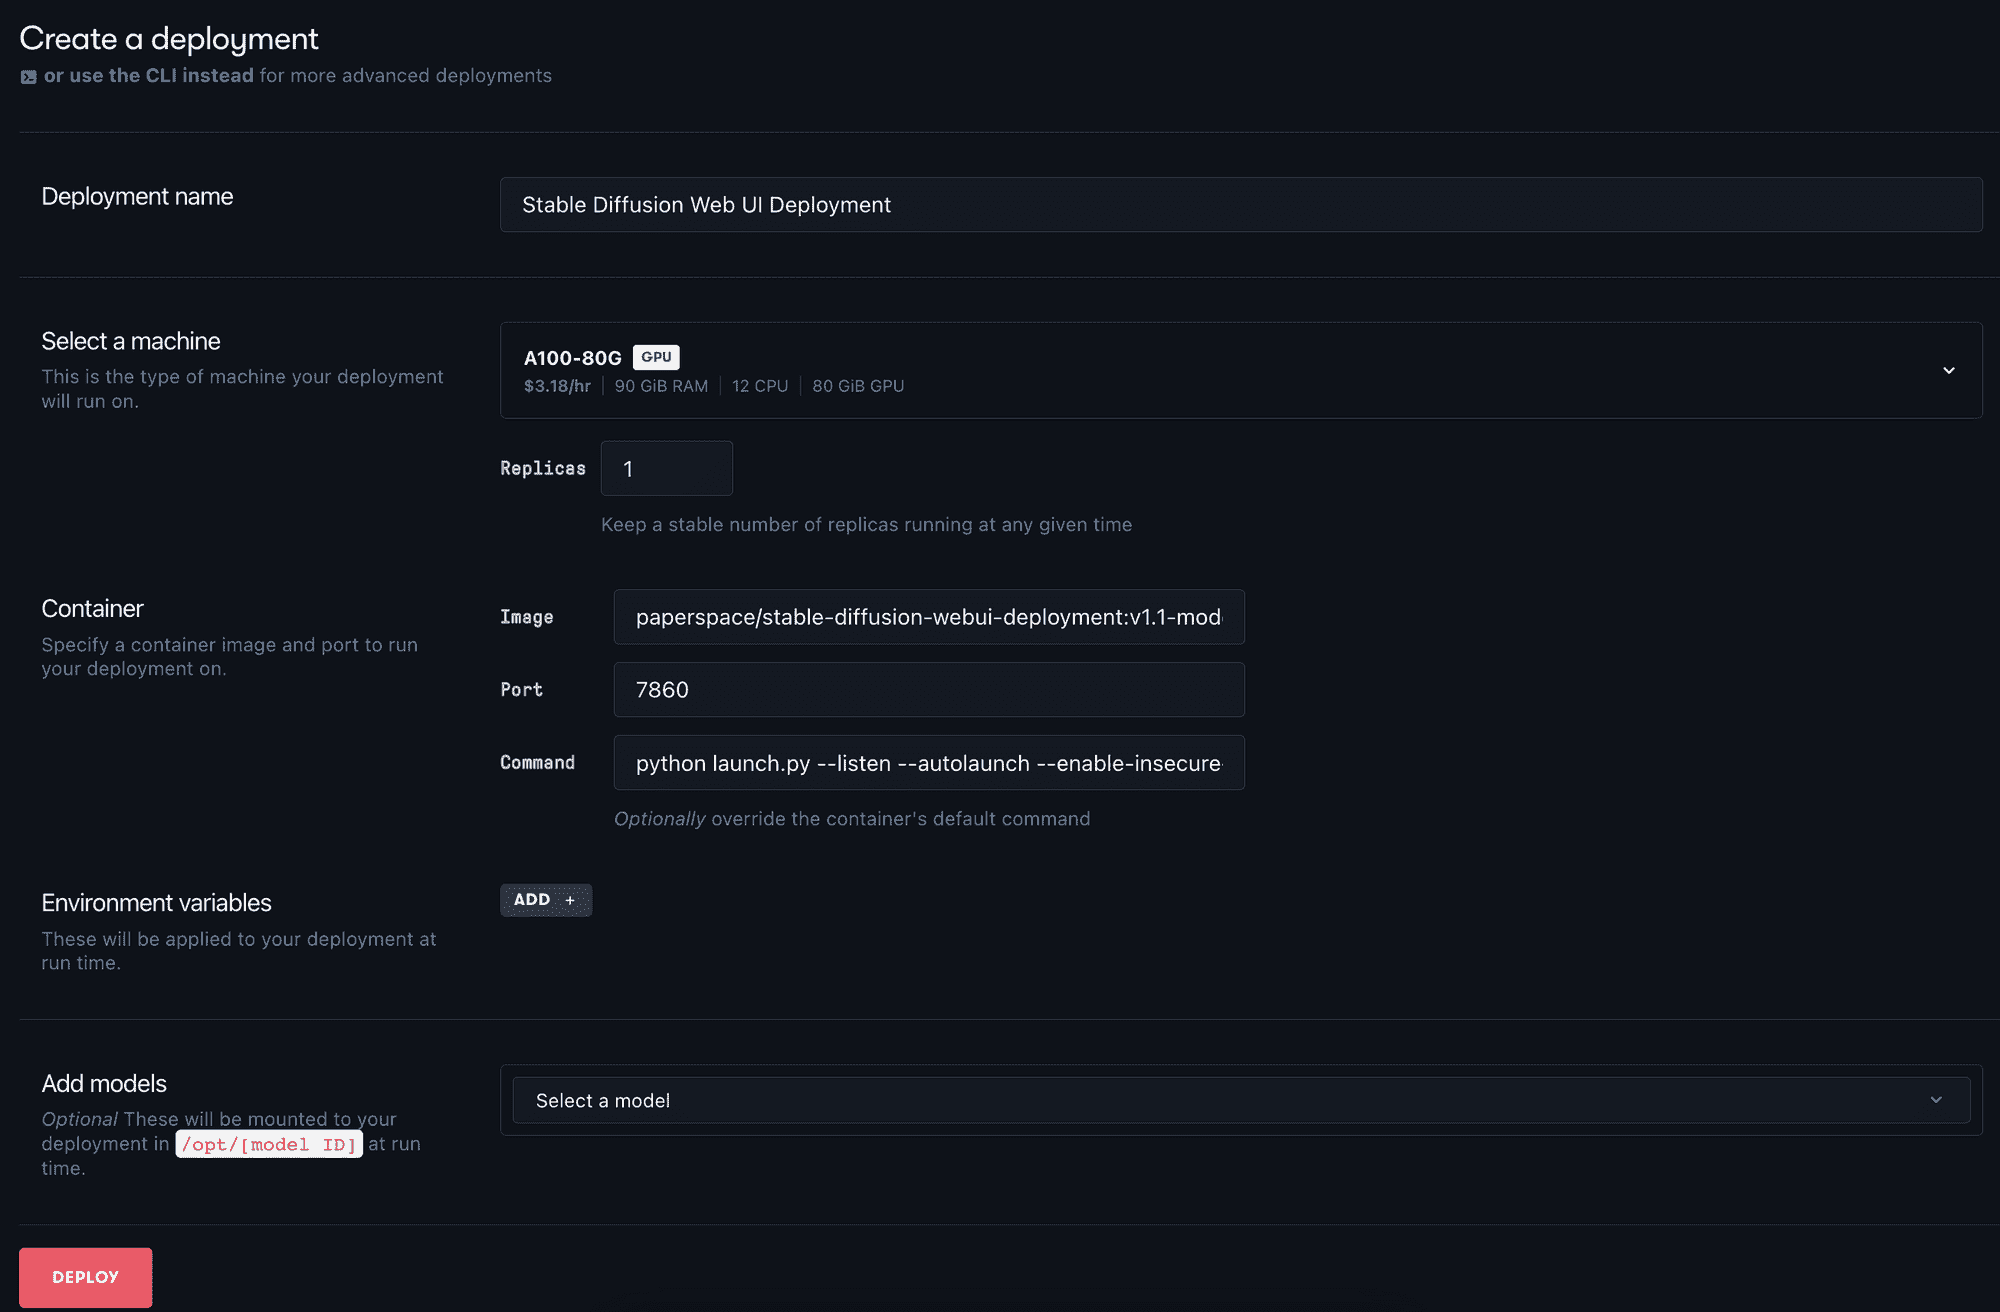 Create a deployment
or use the CLI instead for more advanced deployments
Deployment name
Stable Diffusion Web UI Deployment
Select a machine
This is the type of machine your deployment
will run on.
A100-80G GPU
$3.18/hr 90 GiB RAM 12 CPU 80 GiB GPU
Replicas 1
Keep a stable number of replicas running at any given time
Container
Specify a container image and port to run
your deployment on.
Image paperspace/stable-diffusion-webui-deployment:v1.1-mod
Port 7860
Command python launch.py --listen --autolaunch --enable-insecure-
Optionally override the container's default command
Environment variables
These will be applied to your deployment at
run time.
ADD +
Add models
Optional These will be mounted to your
deployment in /opt/[model ID] at run
time.
Select a model
DEPLOY